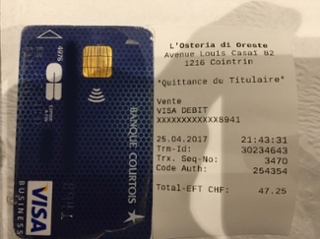 4976
BANQUE COURTOIS
VISA
BUSINESS
L'Osteria di Oreste
Avenue Louis Casaï 82
1216 Cointrin
"Quittance du Titulaire"
Vente
VISA DEBIT
XXXXXXXXXXXX8941
25.04.2017 21:43:31
Trm-Id: 30234643
Trx. Seq-No: 3470
Code Auth: 254354
Total-EFT CHF: 47.25